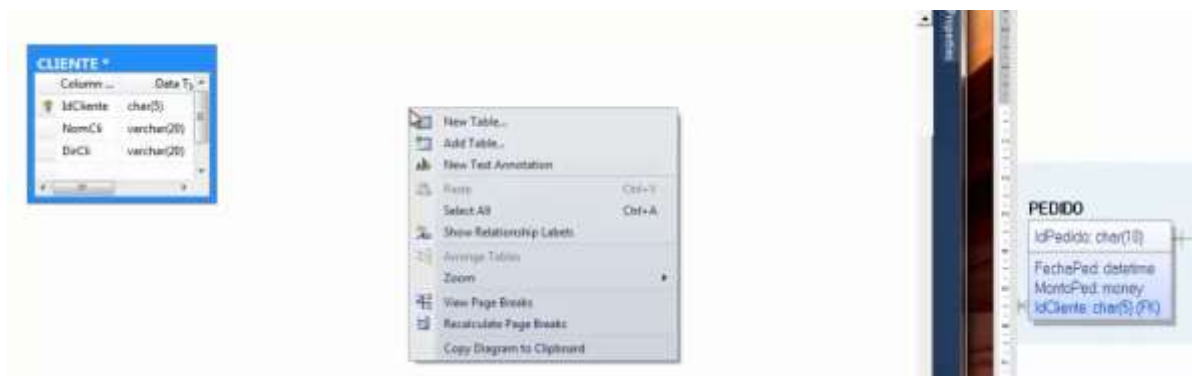 CLIENTE *
Column ... Data Ty
IdCliente char(5)
NomCli varchar(20)
DirCli varchar(20)
New Table...
Add Table...
New Text Annotation
Paste Ctrl+V
Select All Ctrl+A
Show Relationship Labels
Arrange Tables
Zoom
View Page Breaks
Recalculate Page Breaks
Copy Diagram to Clipboard
Properties
PEDIDO
IdPedido: char(10)
FechaPed: datetime
MontoPed: money
IdCliente: char(5) (FK)